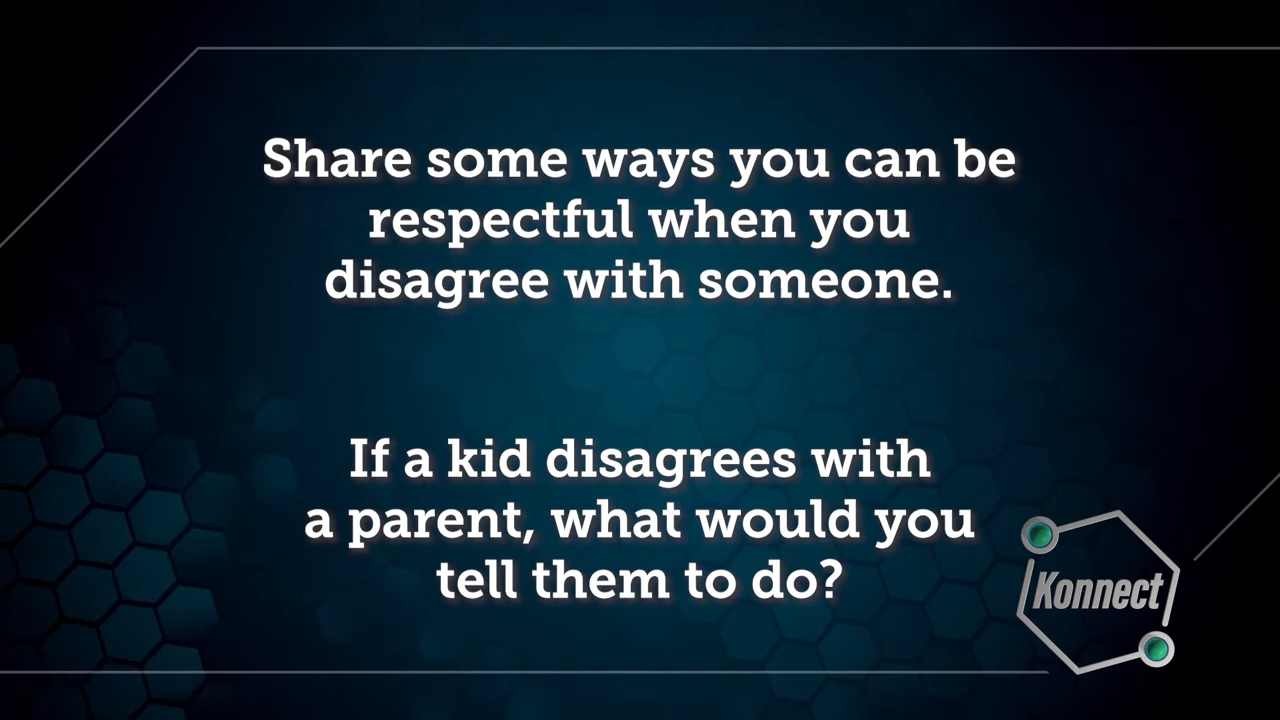 Share some ways you can be
respectful when you
disagree with someone.
If a kid disagrees with
a parent, what would you
tell them to do?
Konnect